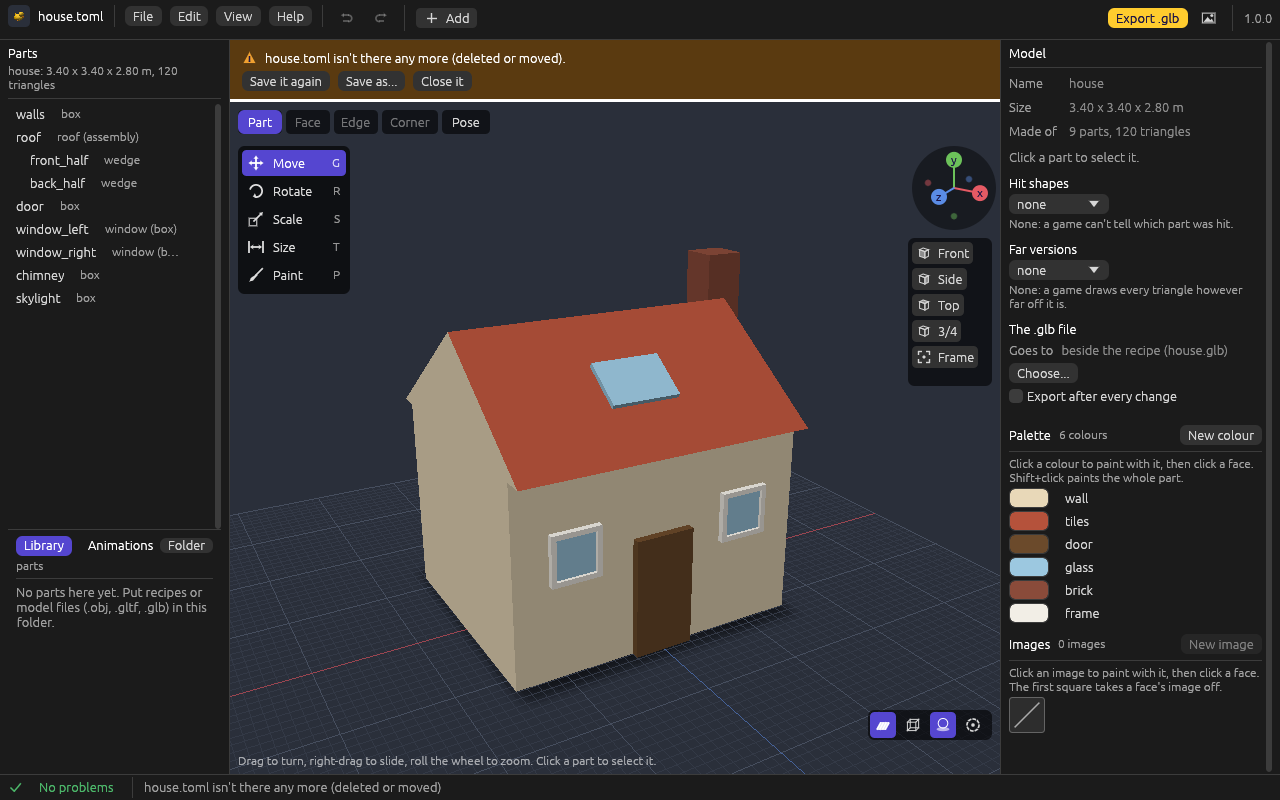 house.toml File Edit View Help Add Export .glb 1.0.0
Parts
house: 3.40 x 3.40 x 2.80 m, 120
triangles
walls box
roof roof (assembly)
front_half wedge
back_half wedge
door box
window_left window (box)
window_right window (b...
chimney box
skylight box
Library Animations Folder
parts
No parts here yet. Put recipes or
model files (.obj, .gltf, .glb) in this
folder.
house.toml isn't there any more (deleted or moved).
Save it again Save as... Close it
Part Face Edge Corner Pose
Move G
Rotate R
Scale S
Size T
Paint P
y
x
z
Front
Side
Top
3/4
Frame
Drag to turn, right-drag to slide, roll the wheel to zoom. Click a part to select it.
Model
Name house
Size 3.40 x 3.40 x 2.80 m
Made of 9 parts, 120 triangles
Click a part to select it.
Hit shapes
none
None: a game can't tell which part was hit.
Far versions
none
None: a game draws every triangle however
far off it is.
The .glb file
Goes to beside the recipe (house.glb)
Choose...
Export after every change
Palette 6 colours New colour
Click a colour to paint with it, then click a face.
Shift+click paints the whole part.
wall
tiles
door
glass
brick
frame
Images 0 images New image
Click an image to paint with it, then click a face.
The first square takes a face's image off.
No problems house.toml isn't there any more (deleted or moved)